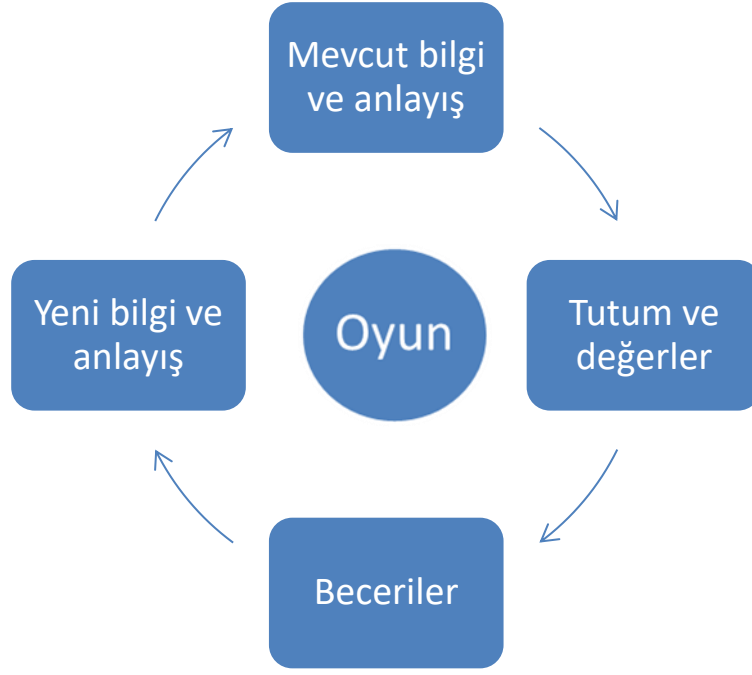 Mevcut bilgi
ve anlayış
Tutum ve
değerler
Beceriler
Yeni bilgi ve
anlayış
Oyun